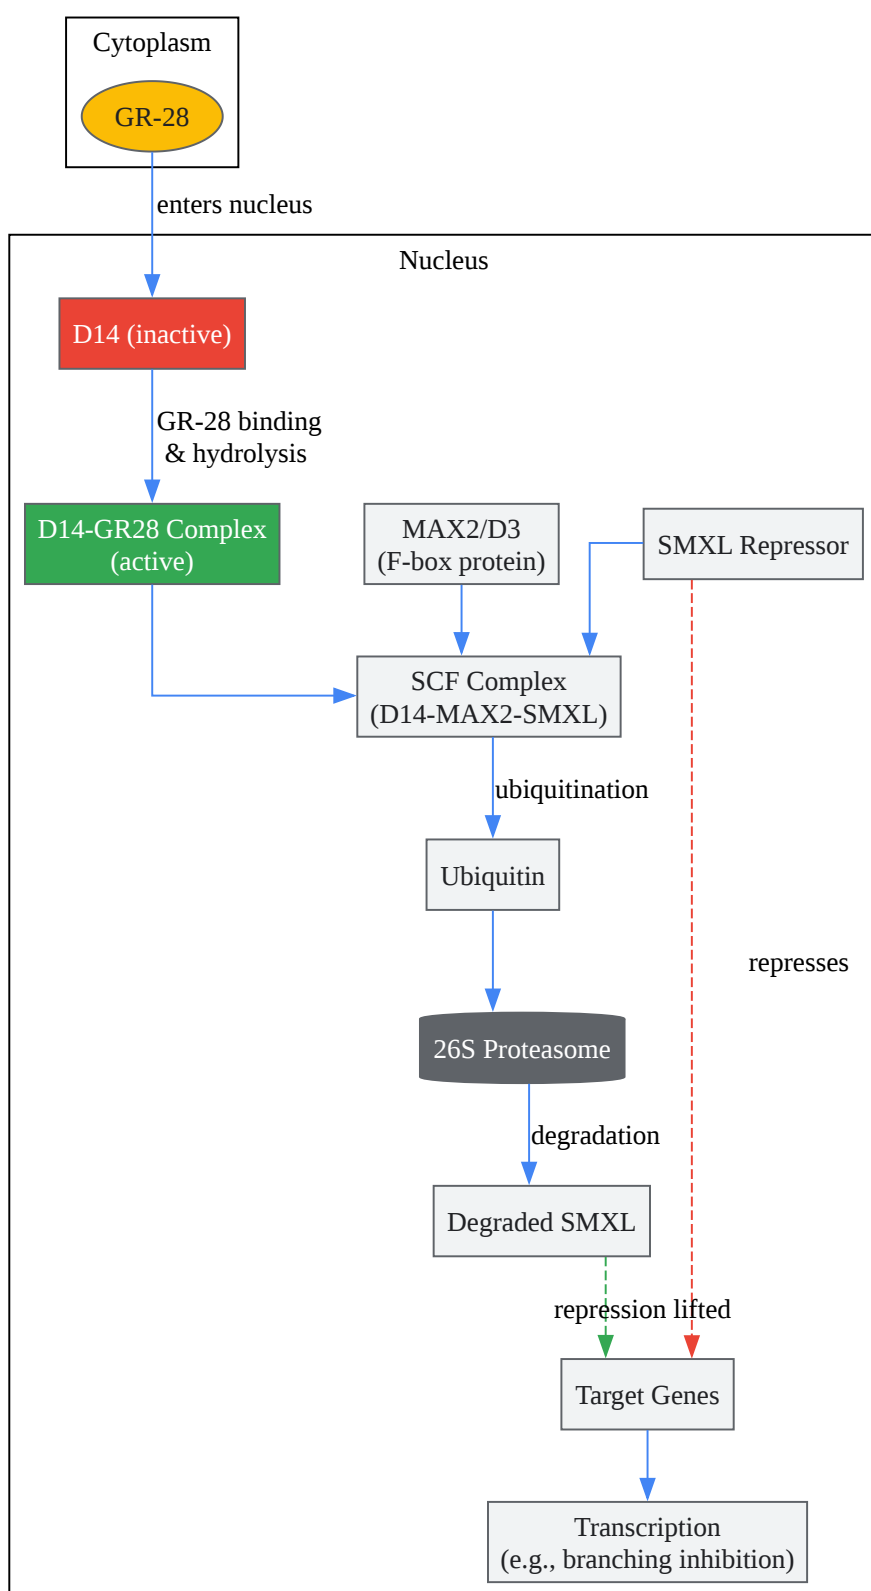 Cytoplasm
GR-28
enters nucleus
Nucleus
D14 (inactive)
GR-28 binding
& hydrolysis
D14-GR28 Complex
(active)
MAX2/D3
(F-box protein)
SMXL Repressor
SCF Complex
(D14-MAX2-SMXL)
ubiquitination
Ubiquitin
represses
26S Proteasome
degradation
Degraded SMXL
repression lifted
Target Genes
Transcription
(e.g., branching inhibition)